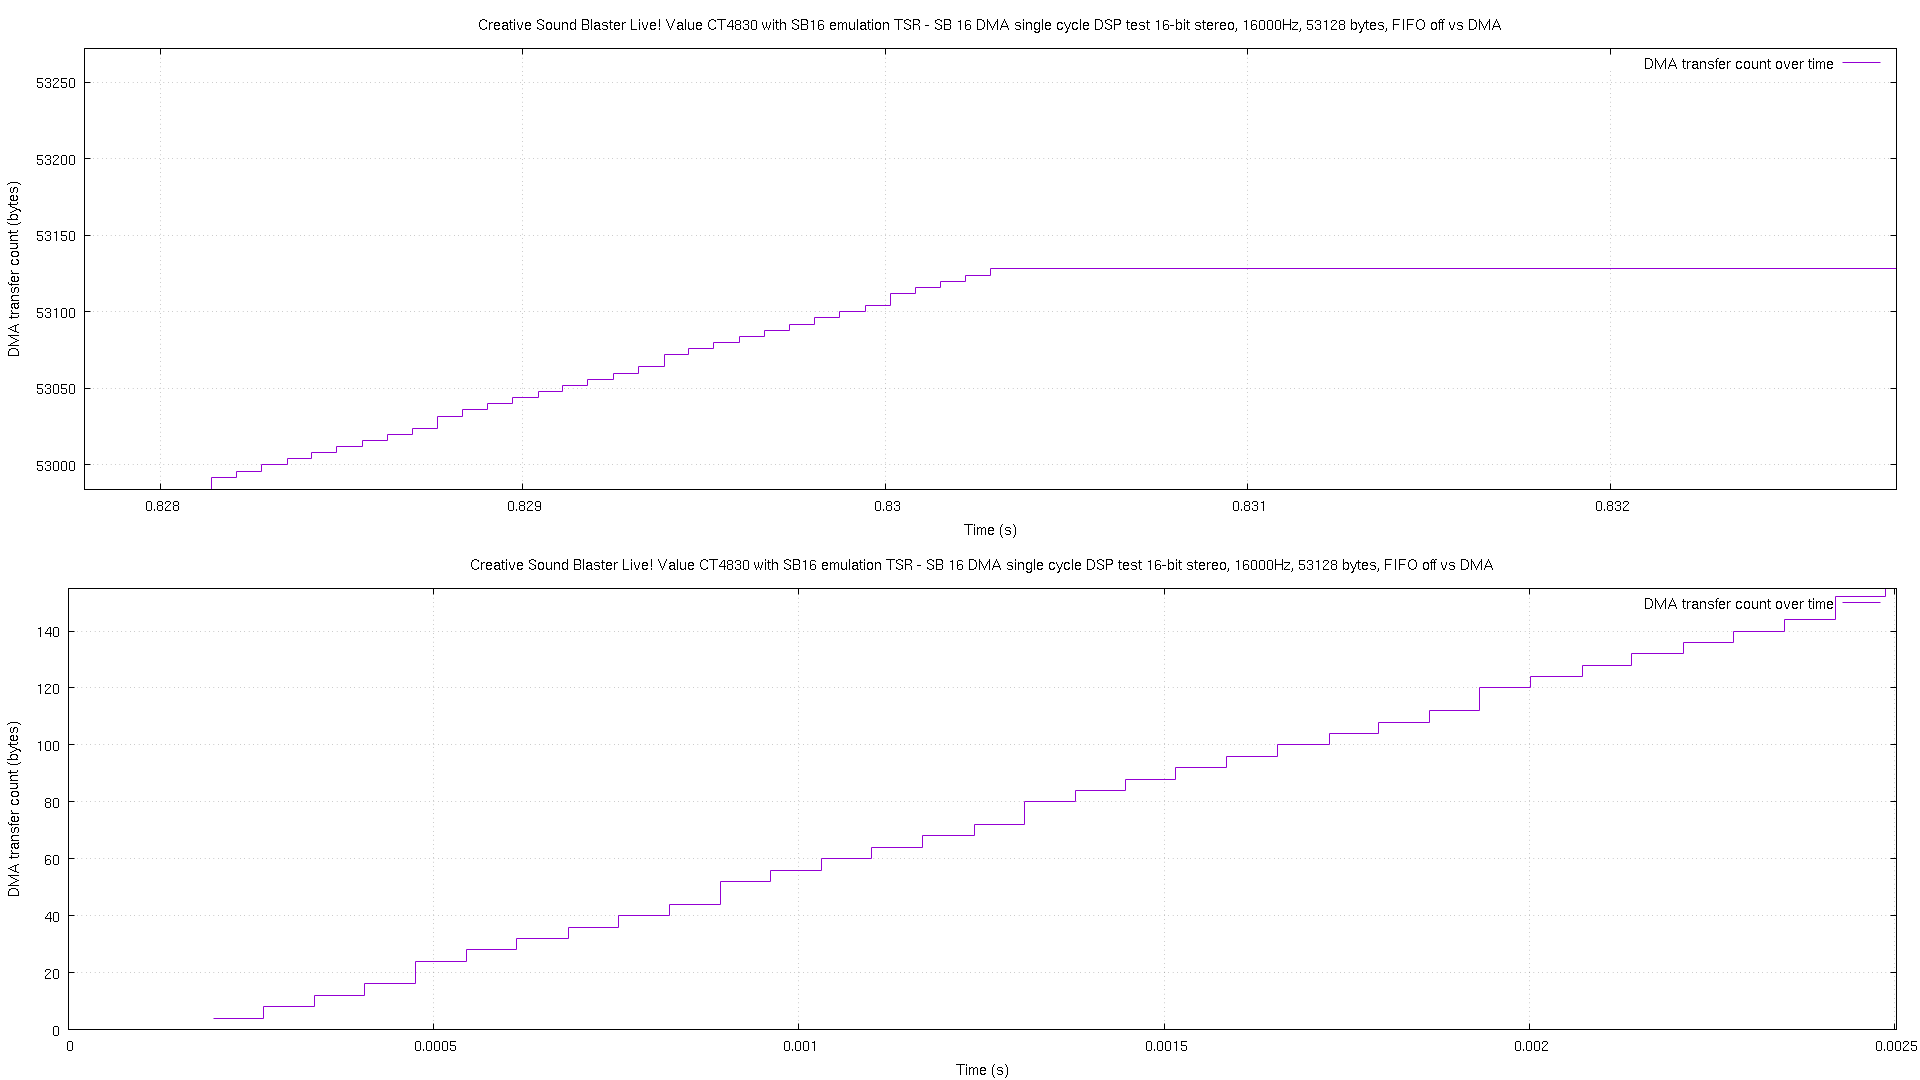 Creative Sound Blaster Live! Value CT4830 with SB16 emulation TSR - SB 16 DMA single cycle DSP test 16-bit stereo, 16000Hz, 53128 bytes, FIFO off vs DMA
DMA transfer count over time
53250
53200
53150
53100
53050
53000
DMA transfer count (bytes)
0.828 0.829 0.83 0.831 0.832
Time (s)
Creative Sound Blaster Live! Value CT4830 with SB16 emulation TSR - SB 16 DMA single cycle DSP test 16-bit stereo, 16000Hz, 53128 bytes, FIFO off vs DMA
DMA transfer count over time
140
120
100
80
60
40
20
0
DMA transfer count (bytes)
0 0.0005 0.001 0.0015 0.002 0.0025
Time (s)